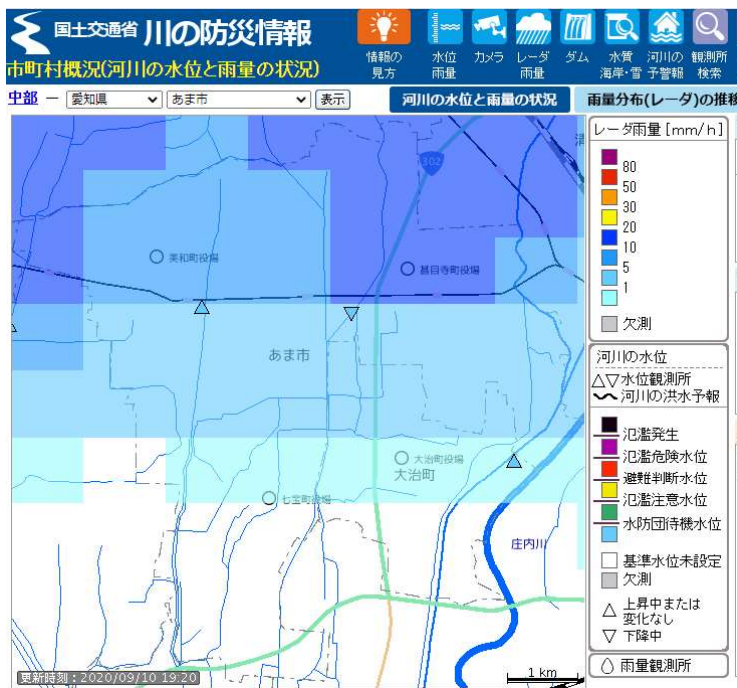 国土交通省 川の防災情報
市町村概況(河川の水位と雨量の状況)
情報の
見方
水位
雨量
カメラ
レーダ
雨量
ダム
水質
海岸・雪
河川の
予警報
観測所
検索
中部 － 愛知県 あま市 表示
河川の水位と雨量の状況
雨量分布(レーダ)の推移
レーダ雨量 [mm/h]
80
50
30
20
10
5
1
欠測
河川の水位
△▽水位観測所
河川の洪水予報
氾濫発生
氾濫危険水位
避難判断水位
氾濫注意水位
水防団待機水位
基準水位未設定
欠測
△ 上昇中または
変化なし
▽ 下降中
雨量観測所
清
302
美和町役場
甚目寺町役場
あま市
大治町役場
大治町
七宝町役場
庄内川
更新時刻：2020/09/10 19:20
1 km